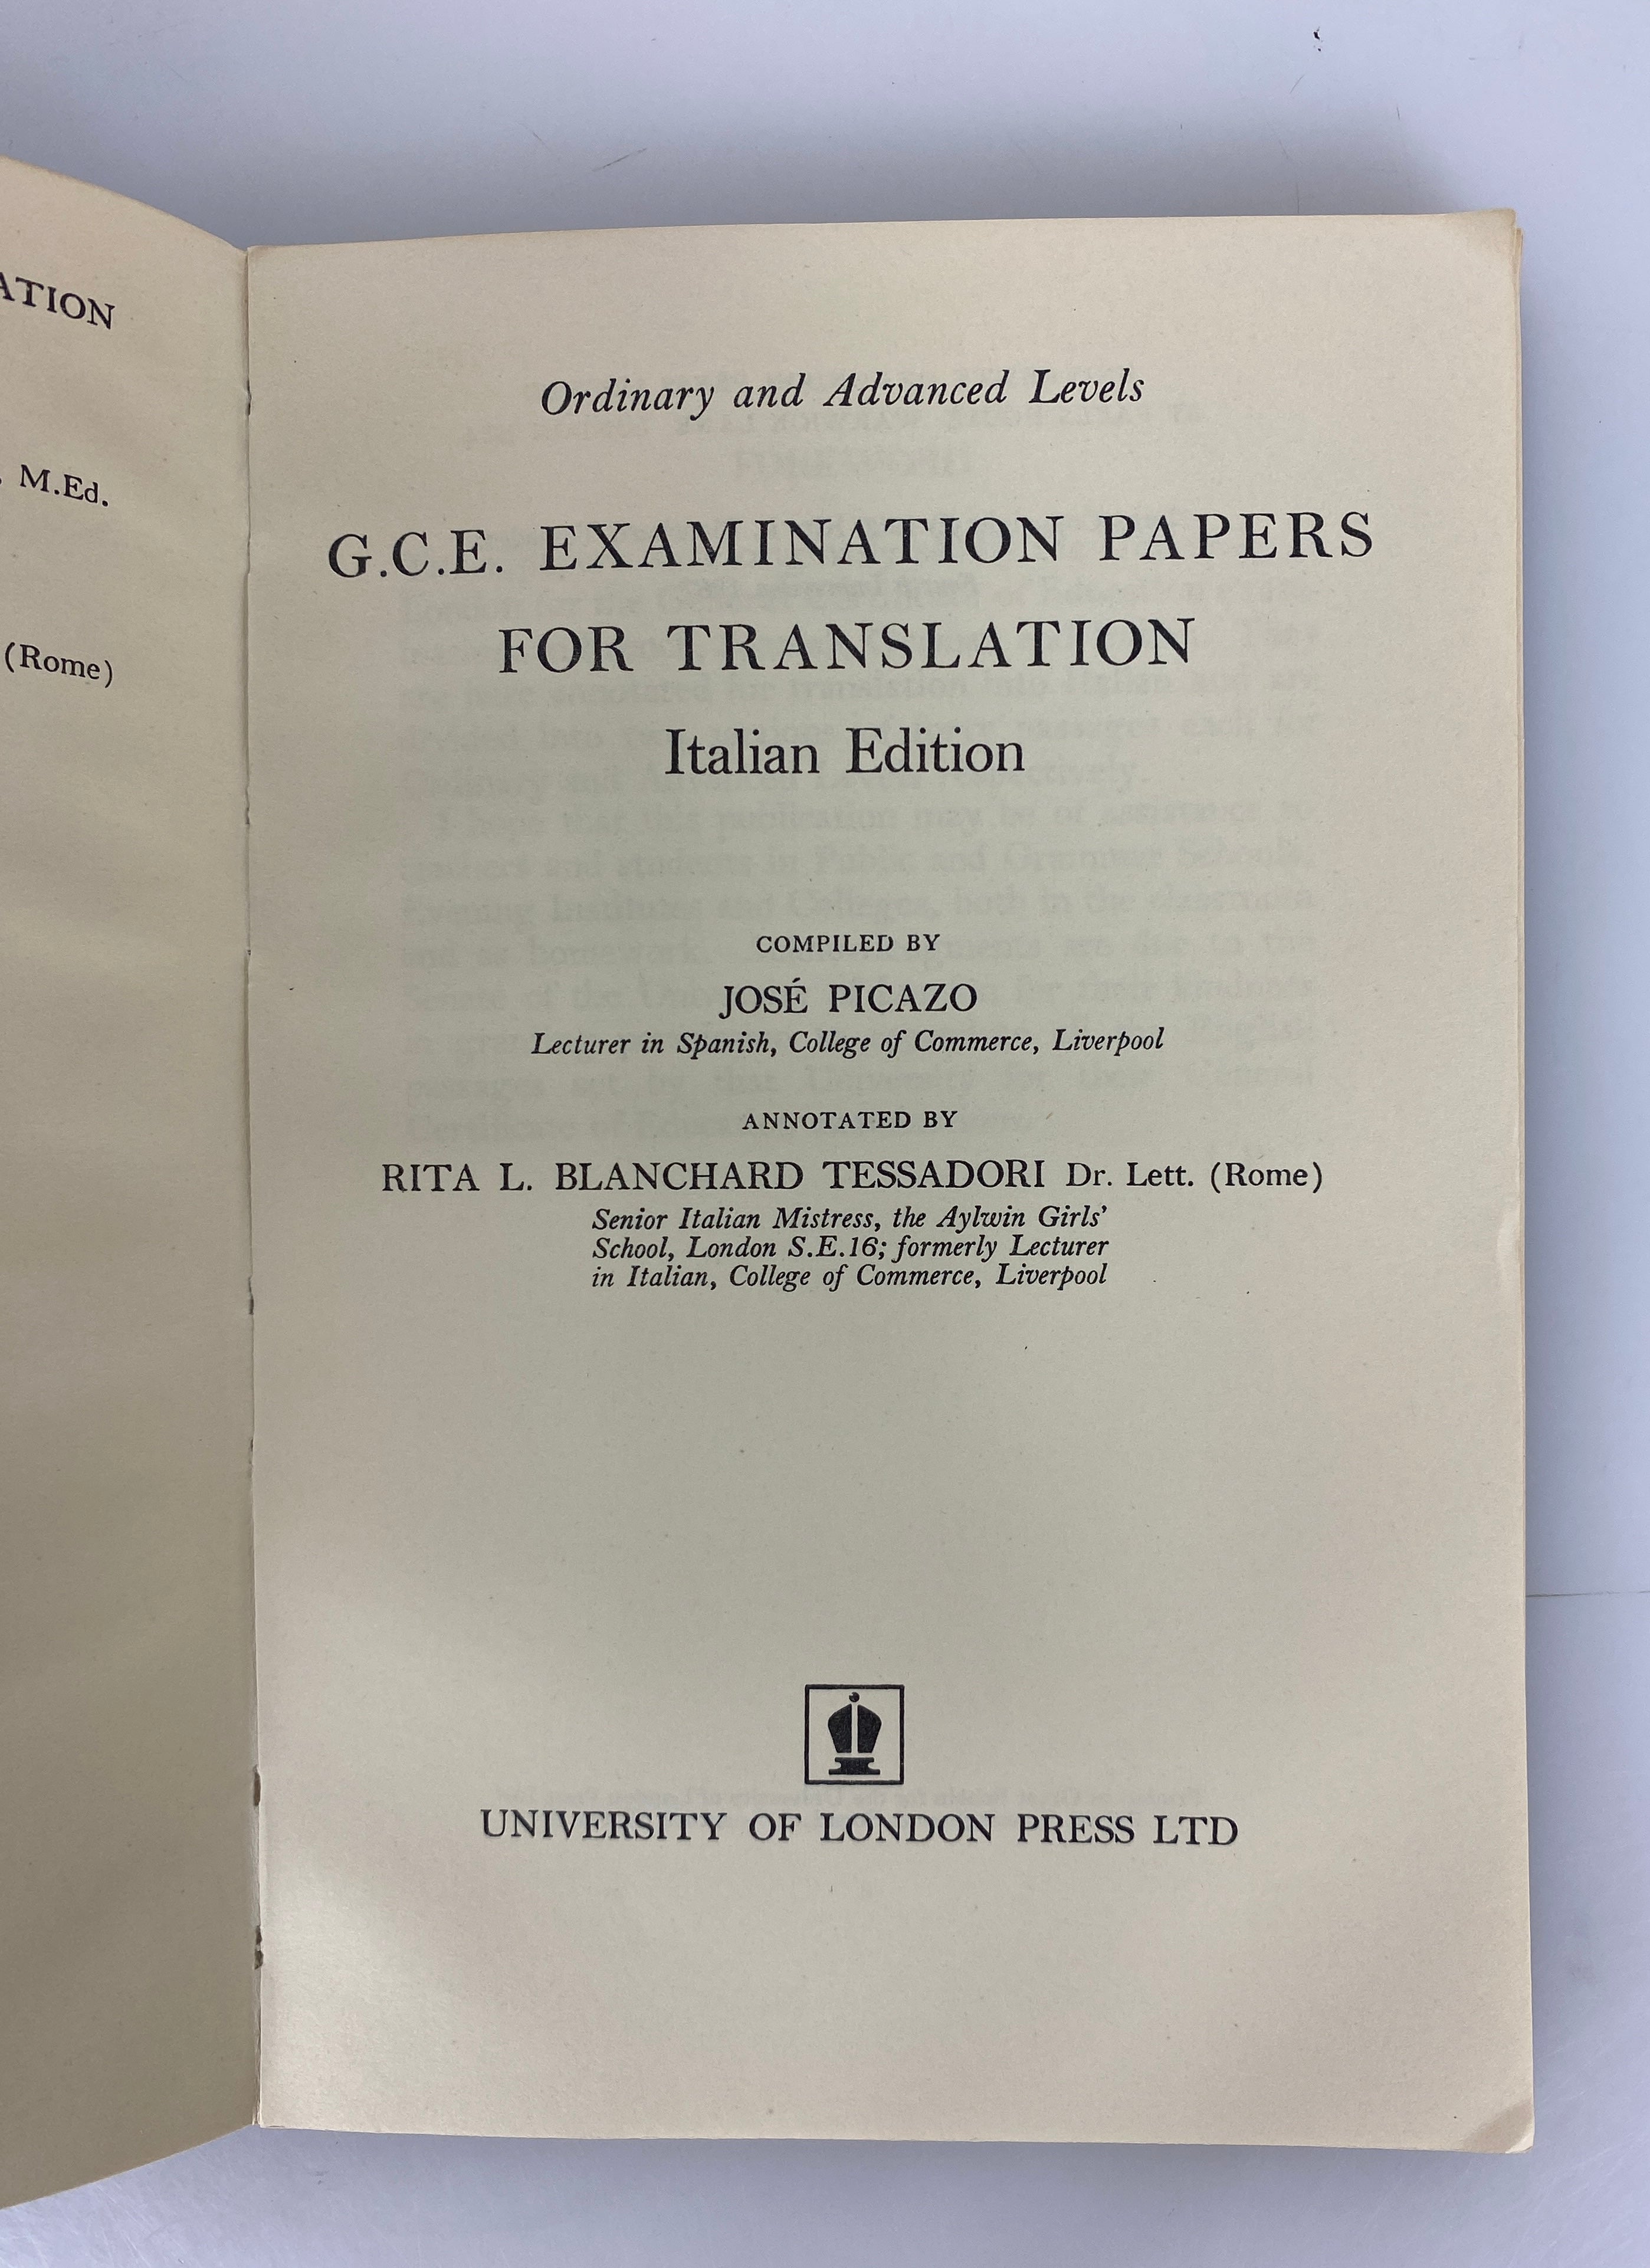 ATION
M.Ed.
(Rome)
Ordinary and Advanced Levels
G.C.E. EXAMINATION PAPERS
FOR TRANSLATION
Italian Edition
COMPILED BY
JOSÉ PICAZO
Lecturer in Spanish, College of Commerce, Liverpool
ANNOTATED BY
RITA L. BLANCHARD TESSADORI Dr. Lett. (Rome)
Senior Italian Mistress, the Aylwin Girls'
School, London S.E.16; formerly Lecturer
in Italian, College of Commerce, Liverpool
UNIVERSITY OF LONDON PRESS LTD